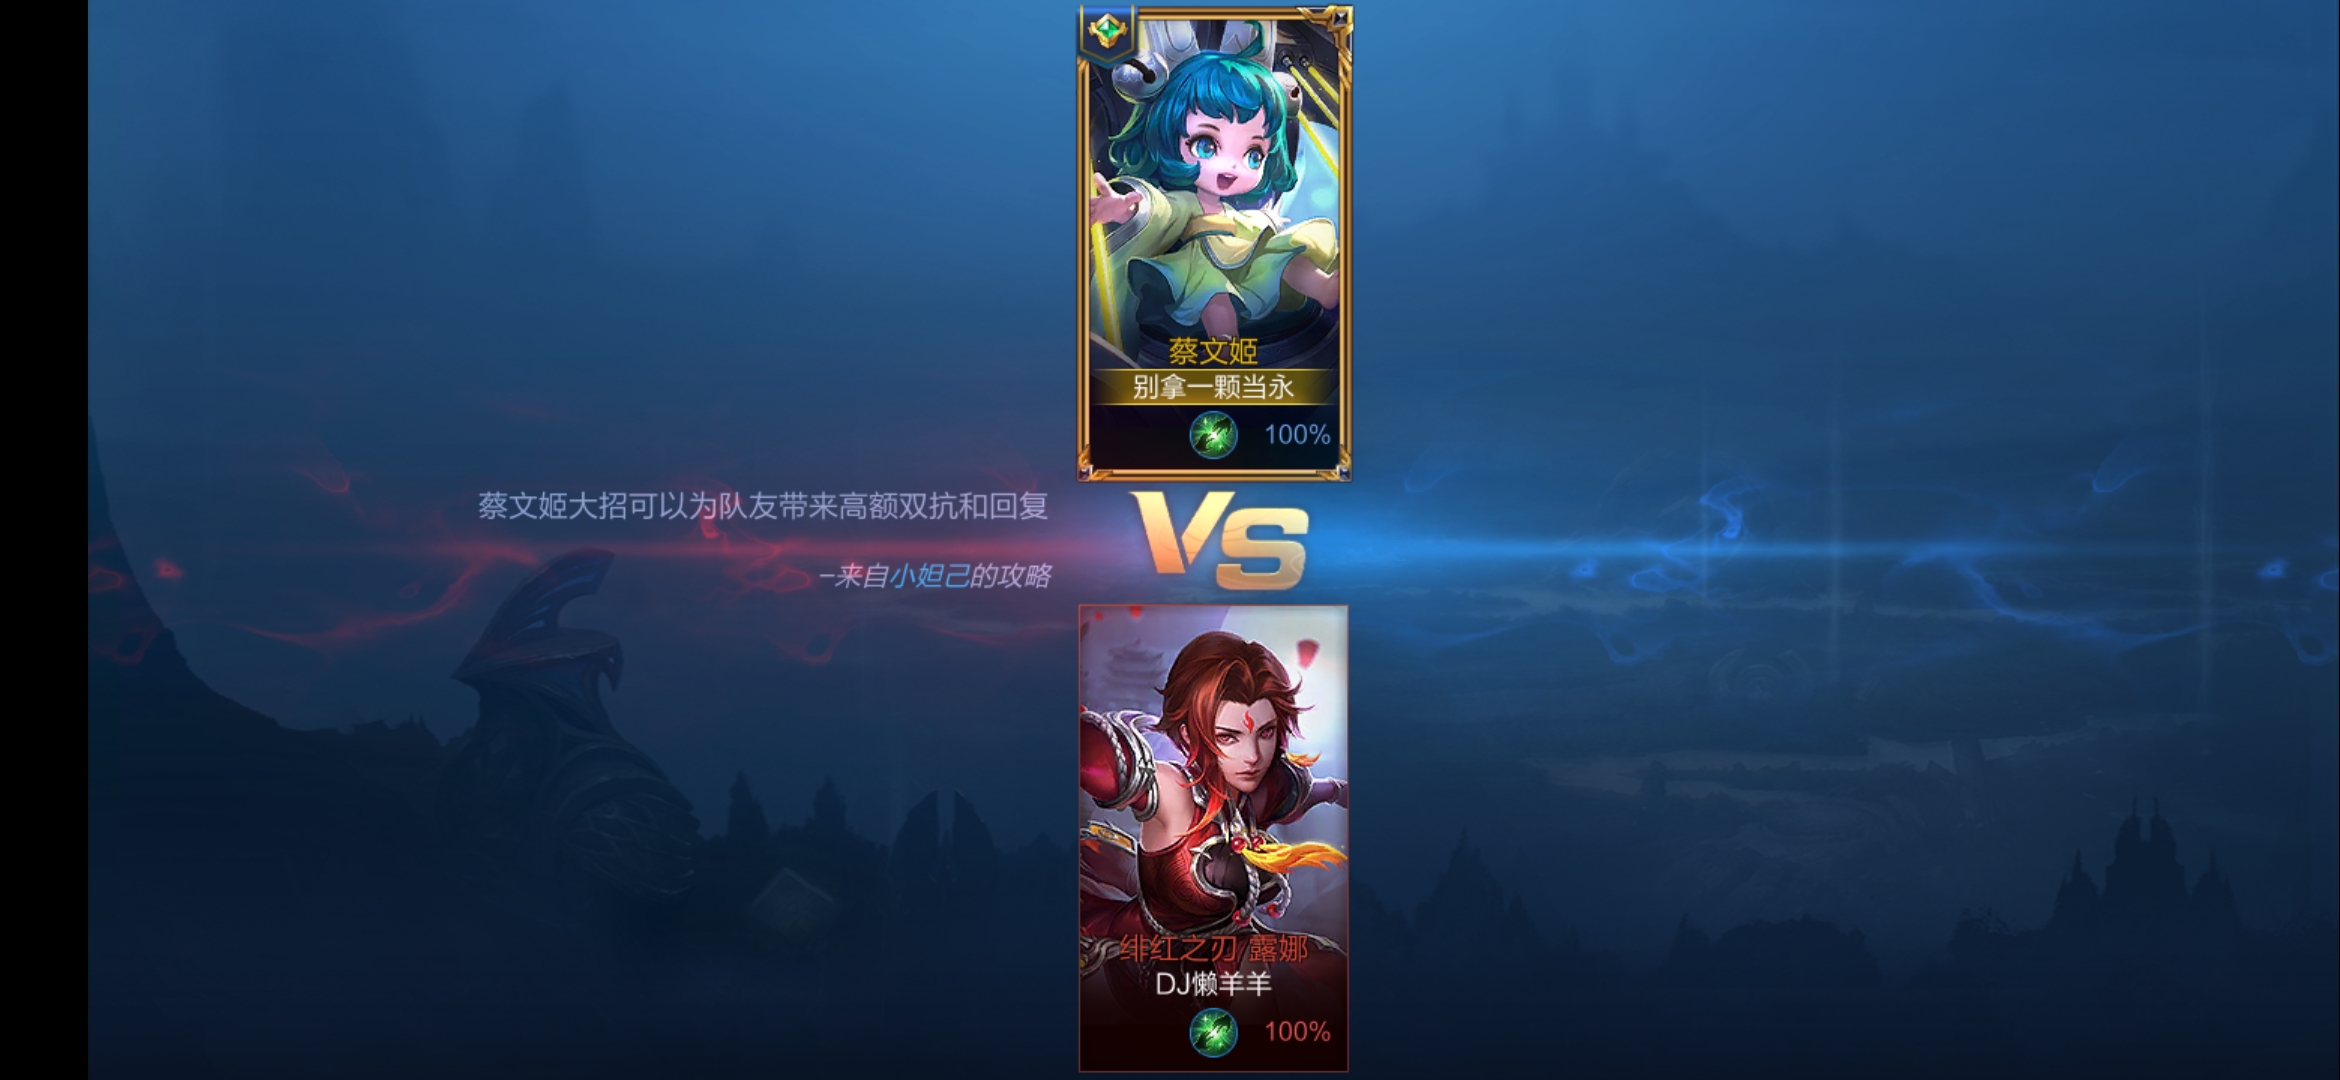 蔡文姬
别拿一颗当永
100%
蔡文姬大招可以为队友带来高额双抗和回复
–来自小妲己的攻略
VS
绯红之刃 露娜
DJ懒羊羊
100%